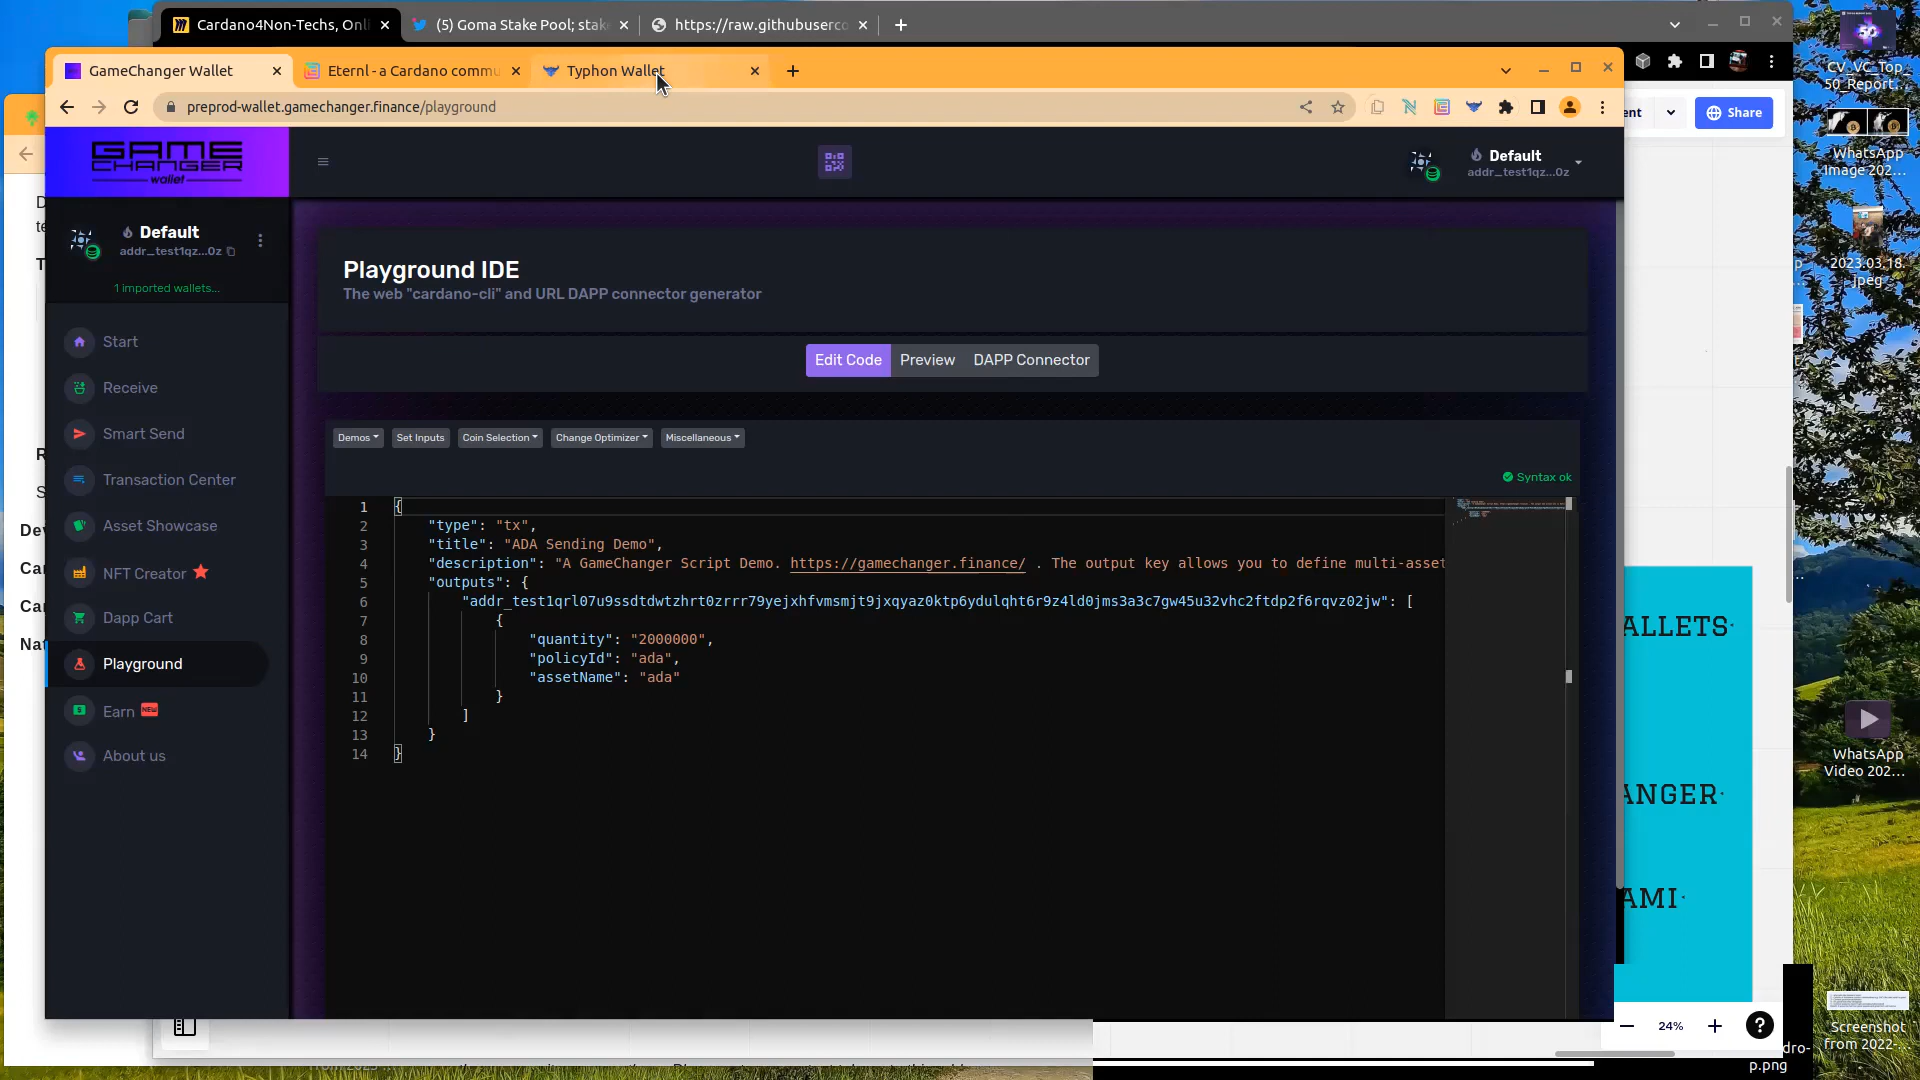 Cardano4Non-Techs, Onli
(5) Goma Stake Pool; stake
https://raw.githubuserco
GameChanger Wallet
Eternl - a Cardano commu
Typhon Wallet
preprod-wallet.gamechanger.finance/playground
Share
GAME
CHANGER
wallet
Default
addr_test1qz...0z
Default
addr_test1qz...0z
1 imported wallets...
Start
Receive
Smart Send
Transaction Center
Asset Showcase
NFT Creator
Dapp Cart
Playground
Earn NEW
About us
Playground IDE
The web "cardano-cli" and URL DAPP connector generator
Edit Code
Preview
DAPP Connector
Demos
Set Inputs
Coin Selection
Change Optimizer
Miscellaneous
Syntax ok
1 {
2 "type": "tx",
3 "title": "ADA Sending Demo",
4 "description": "A GameChanger Script Demo. https://gamechanger.finance/ . The output key allows you to define multi-asset
5 "outputs": {
6 "addr_test1qrl07u9ssdtdwtzhrt0zrrr79yejxhfvmsmjt9jxqyaz0ktp6ydulqht6r9z4ld0jms3a3c7gw45u32vhc2ftdp2f6rqvz02jw": [
7 {
8 "quantity": "2000000",
9 "policyId": "ada",
10 "assetName": "ada"
11 }
12 ]
13 }
14 }
ALLETS
ANGER
AMI
24%
CV_VC_Top_
50_Report...
WhatsApp
Image 202...
2023.03.18.
jpeg
WhatsApp
Video 202...
Screenshot
from 2022-...
dro-
p.png